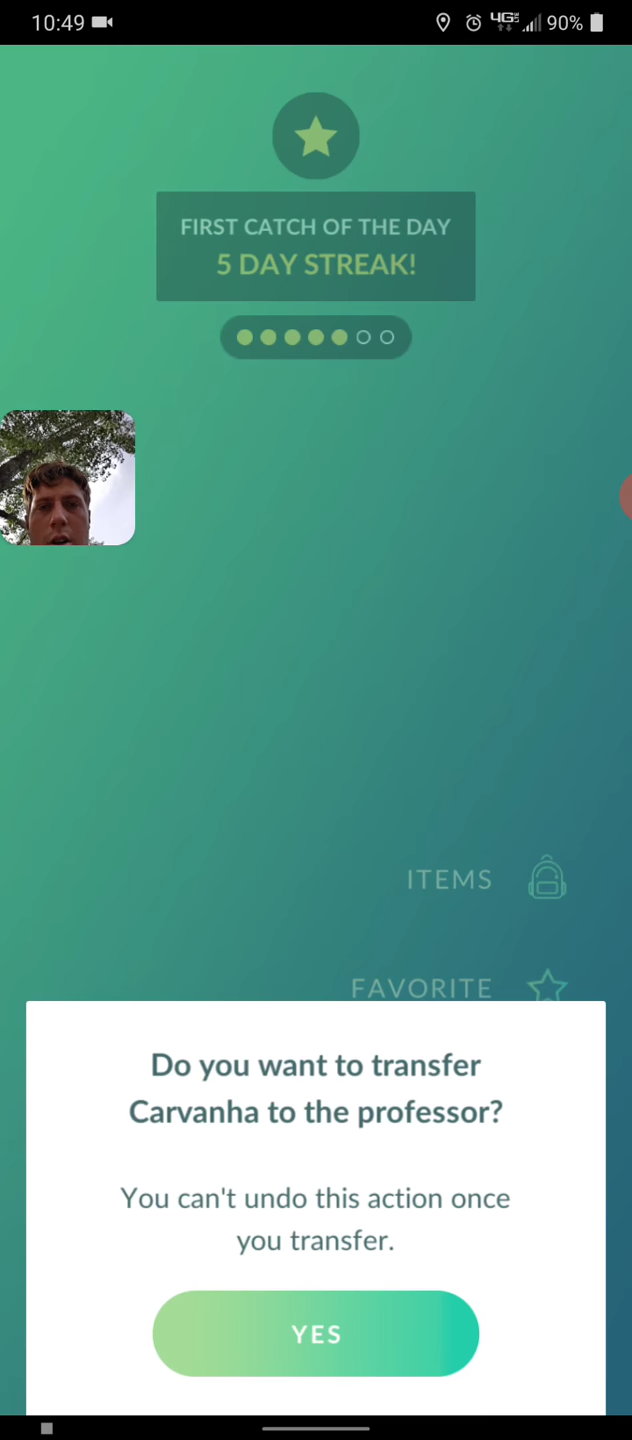 10:49
4G
90%
FIRST CATCH OF THE DAY
5 DAY STREAK!
ITEMS
FAVORITE
Do you want to transfer
Carvanha to the professor?
You can't undo this action once
you transfer.
YES